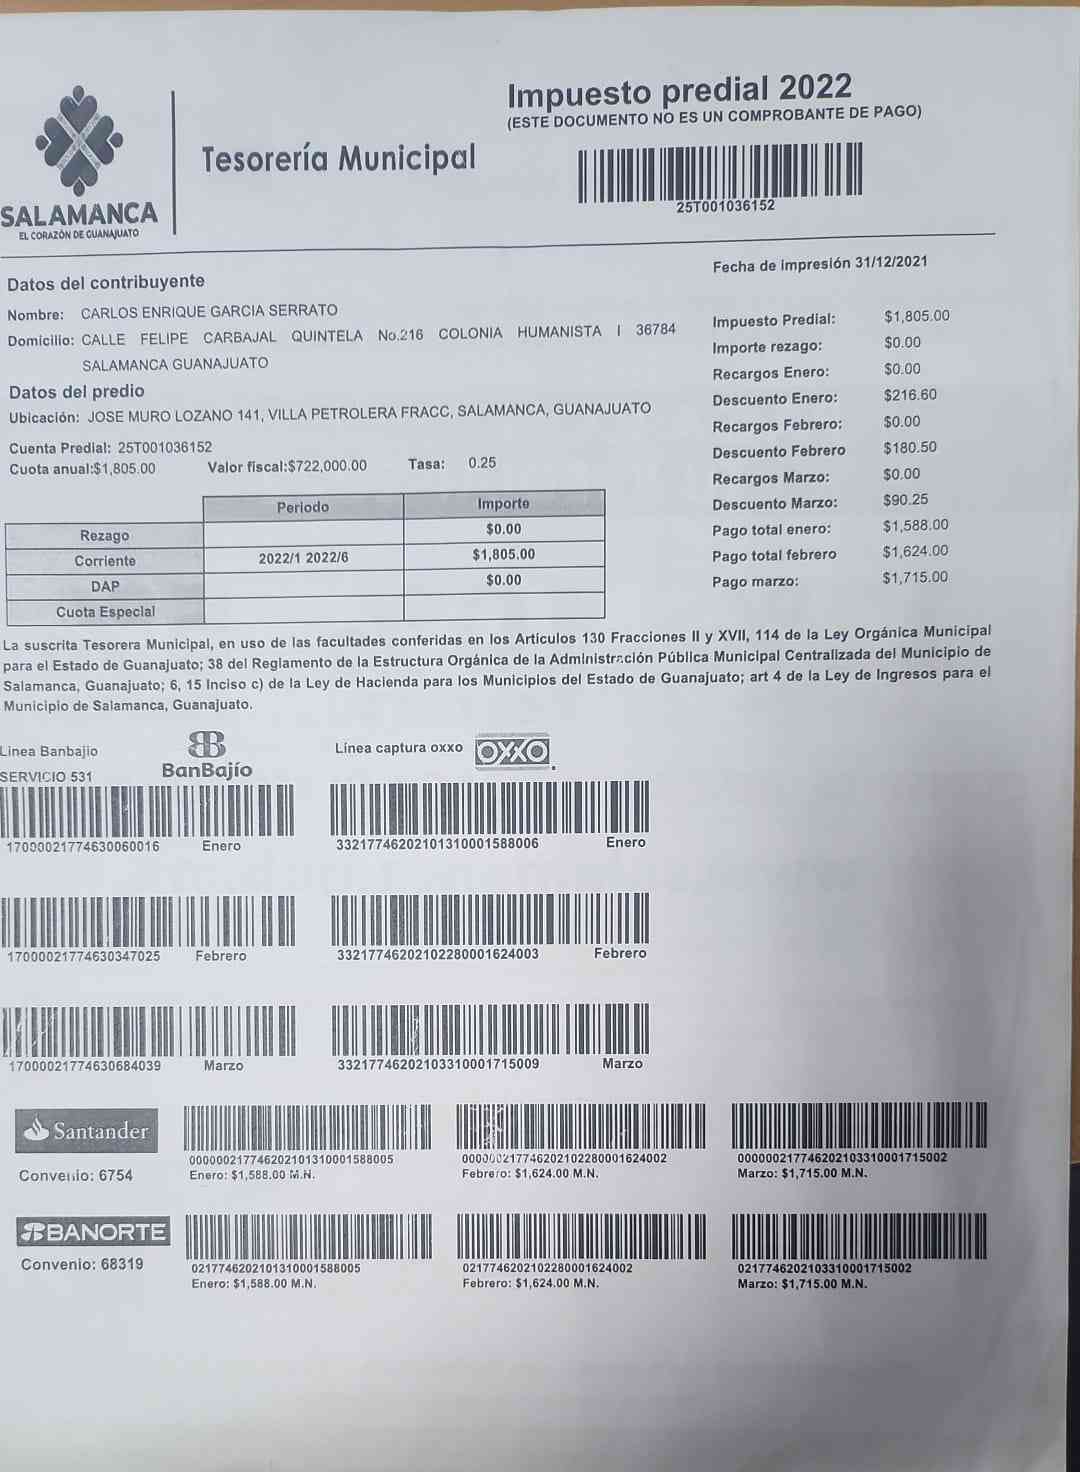 Impuesto predial 2022
(ESTE DOCUMENTO NO ES UN COMPROBANTE DE PAGO)
Tesorería Municipal
25T001036152
SALAMANCA
EL CORAZÓN DE GUANAJUATO
Datos del contribuyente
Fecha de impresión 31/12/2021
Nombre: CARLOS ENRIQUE GARCIA SERRATO
Domicilio: CALLE FELIPE CARBAJAL QUINTELA No.216 COLONIA HUMANISTA I 36784
SALAMANCA GUANAJUATO
Datos del predio
Ubicación: JOSE MURO LOZANO 141, VILLA PETROLERA FRACC, SALAMANCA, GUANAJUATO
Cuenta Predial: 25T001036152
Cuota anual:$1,805.00 Valor fiscal:$722,000.00 Tasa: 0.25
Impuesto Predial: $1,805.00
Importe rezago: $0.00
Recargos Enero: $0.00
Descuento Enero: $216.60
Recargos Febrero: $0.00
Descuento Febrero $180.50
Recargos Marzo: $0.00
Descuento Marzo: $90.25
Pago total enero: $1,588.00
Pago total febrero $1,624.00
Pago marzo: $1,715.00
Periodo Importe
Rezago $0.00
Corriente 2022/1 2022/6 $1,805.00
DAP $0.00
Cuota Especial
La suscrita Tesorera Municipal, en uso de las facultades conferidas en los Artículos 130 Fracciones II y XVII, 114 de la Ley Orgánica Municipal
para el Estado de Guanajuato; 38 del Reglamento de la Estructura Orgánica de la Administración Pública Municipal Centralizada del Municipio de
Salamanca, Guanajuato; 6, 15 Inciso c) de la Ley de Hacienda para los Municipios del Estado de Guanajuato; art 4 de la Ley de Ingresos para el
Municipio de Salamanca, Guanajuato.
Linea Banbajio
SERVICIO 531
BanBajío
Línea captura oxxo OXXO
17000021774630060016 Enero
33217746202101310001588006 Enero
17000021774630347025 Febrero
33217746202102280001624003 Febrero
17000021774630684039 Marzo
33217746202103310001715009 Marzo
Santander
Convenio: 6754
000000217746202101310001588005
Enero: $1,588.00 M.N.
000000217746202102280001624002
Febrero: $1,624.00 M.N.
000000217746202103310001715002
Marzo: $1,715.00 M.N.
BANORTE
Convenio: 68319
0217746202101310001588005
Enero: $1,588.00 M.N.
0217746202102280001624002
Febrero: $1,624.00 M.N.
0217746202103310001715002
Marzo: $1,715.00 M.N.